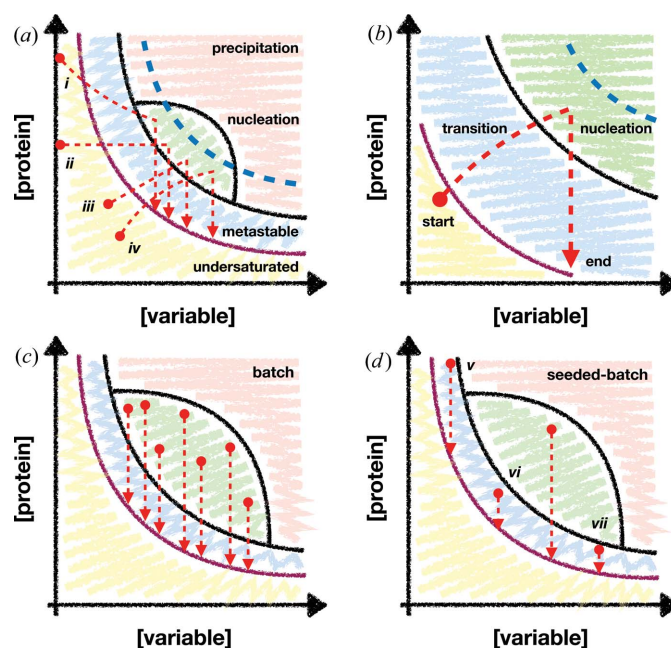 (a)
precipitation
i
nucleation
ii
iii
iv
metastable
undersaturated
[protein]
[variable]
(b)
transition
nucleation
start
end
[protein]
[variable]
(c)
batch
[protein]
[variable]
(d)
v
seeded-batch
vi
vii
[protein]
[variable]